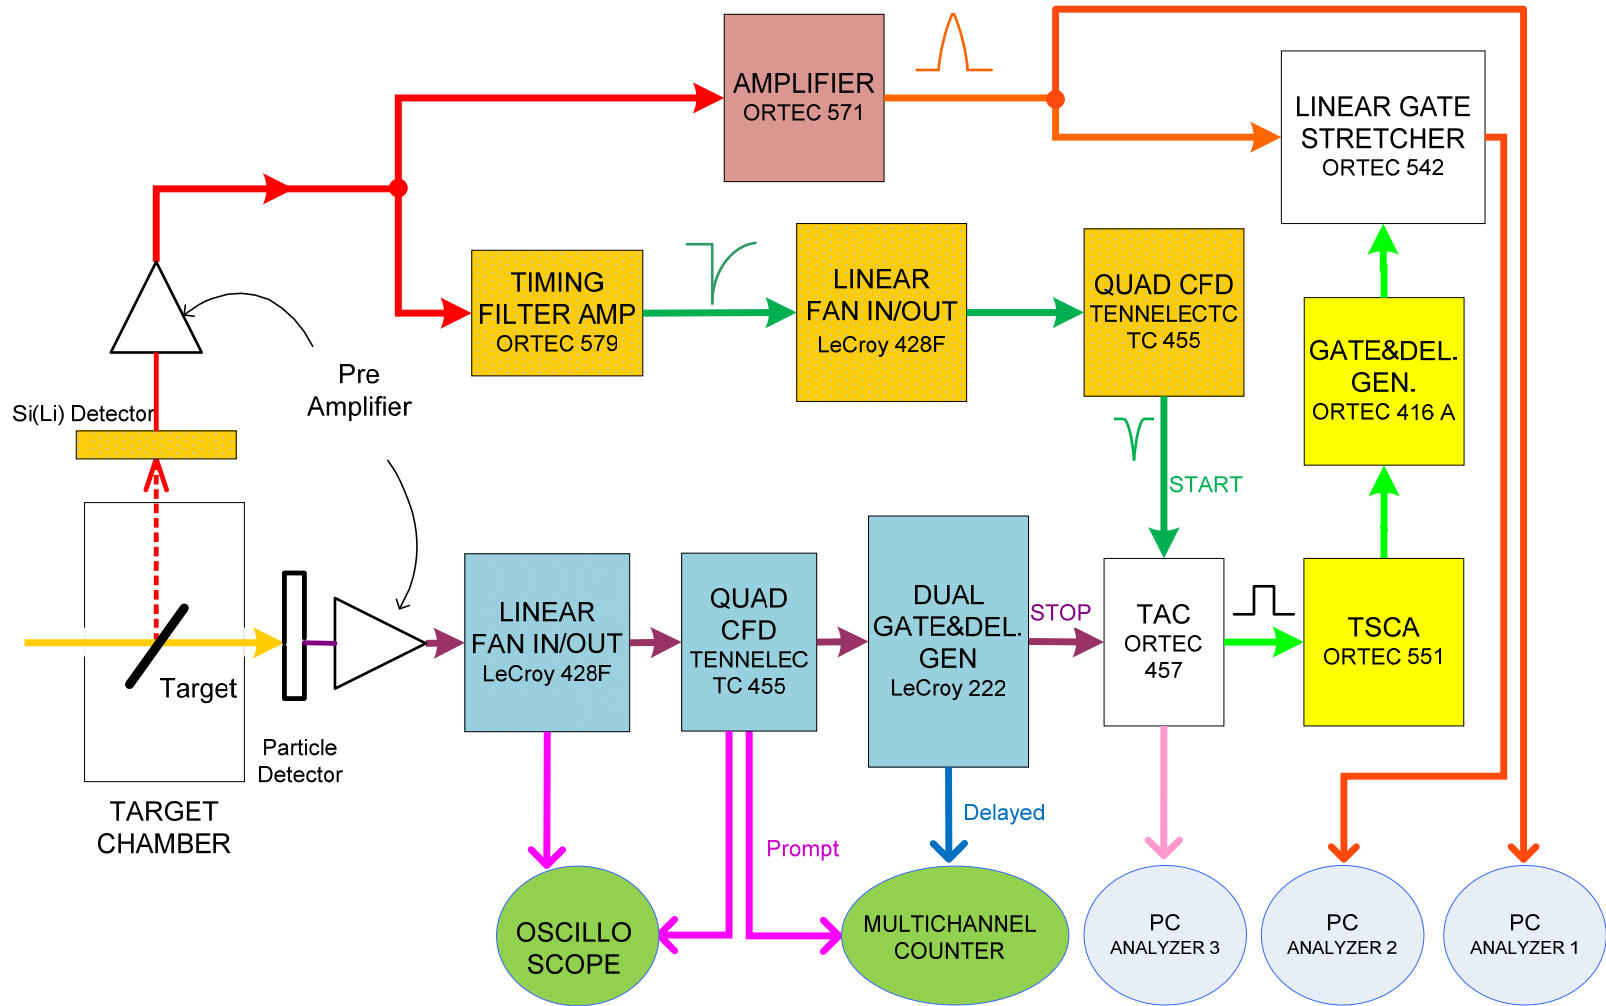 AMPLIFIER
ORTEC 571
LINEAR GATE
STRETCHER
ORTEC 542
TIMING
FILTER AMP
ORTEC 579
LINEAR
FAN IN/OUT
LeCroy 428F
QUAD CFD
TENNELECTC
TC 455
GATE&DEL.
GEN.
ORTEC 416 A
Pre
Amplifier
Si(Li) Detector
START
LINEAR
FAN IN/OUT
LeCroy 428F
QUAD
CFD
TENNELEC
TC 455
DUAL
GATE&DEL.
GEN
LeCroy 222
STOP
TAC
ORTEC
457
TSCA
ORTEC 551
Target
Particle
Detector
TARGET
CHAMBER
Prompt
Delayed
OSCILLO
SCOPE
MULTICHANNEL
COUNTER
PC
ANALYZER 3
PC
ANALYZER 2
PC
ANALYZER 1